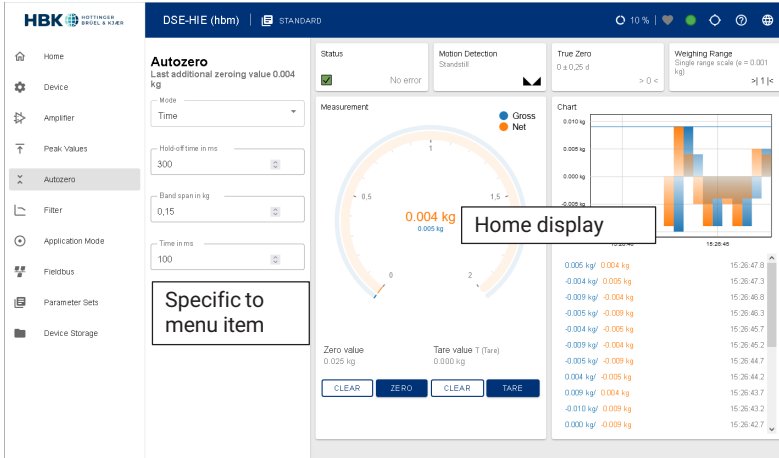 HBK HOTTINGER
BRÜEL & KJÆR
DSE-HIE (hbm) | STANDARD
10 % |
Home
Device
Amplifier
Peak Values
Autozero
Filter
Application Mode
Fieldbus
Parameter Sets
Device Storage
Autozero
Last additional zeroing value 0.004
kg
Mode
Time
Hold-off time in ms
300
Band span in kg
0,15
Time in ms
100
Specific to
menu item
Status
No error
Motion Detection
Standstill
True Zero
0 ± 0,25 d
> 0 <
Weighing Range
Single range scale (e = 0.001
kg)
>| 1 |<
Measurement
Gross
Net
1
0,5
1,5
0.004 kg
0.005 kg
0
2
Home display
Zero value
0.025 kg
Tare value T (Tare)
0.000 kg
CLEAR ZERO CLEAR TARE
Chart
0.010 kg
0.005 kg
0.000 kg
-0.005 kg
15:26:46
0.005 kg/ 0.004 kg 15:26:47.8
-0.004 kg/ 0.005 kg 15:26:47.3
-0.009 kg/ -0.004 kg 15:26:46.8
-0.005 kg/ -0.009 kg 15:26:46.3
-0.004 kg/ -0.005 kg 15:26:45.7
-0.009 kg/ -0.004 kg 15:26:45.2
-0.005 kg/ -0.009 kg 15:26:44.7
0.004 kg/ -0.005 kg 15:26:44.2
0.009 kg/ 0.004 kg 15:26:43.7
-0.010 kg/ 0.009 kg 15:26:43.2
0.000 kg/ -0.009 kg 15:26:42.7